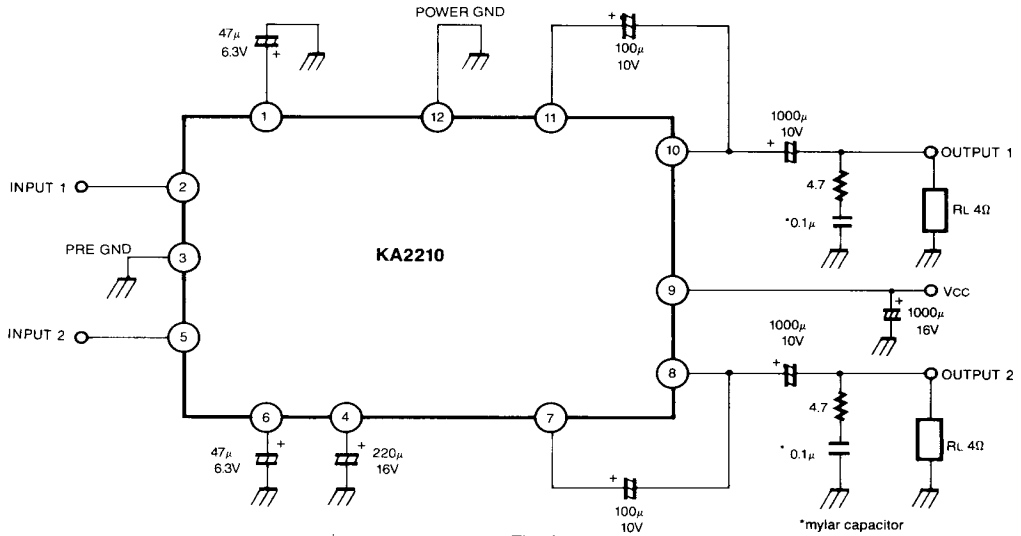 POWER GND
47μ
6.3V
+
+
100μ
10V
1
12
11
1000μ
10V
+
10
OUTPUT 1
INPUT 1
2
4.7
*0.1μ
RL 4Ω
PRE GND
3
KA2210
9
VCC
+
1000μ
16V
INPUT 2
5
1000μ
10V
+
8
OUTPUT 2
6
4
7
4.7
*0.1μ
RL 4Ω
47μ
6.3V
+
220μ
16V
+
+
100μ
10V
*mylar capacitor